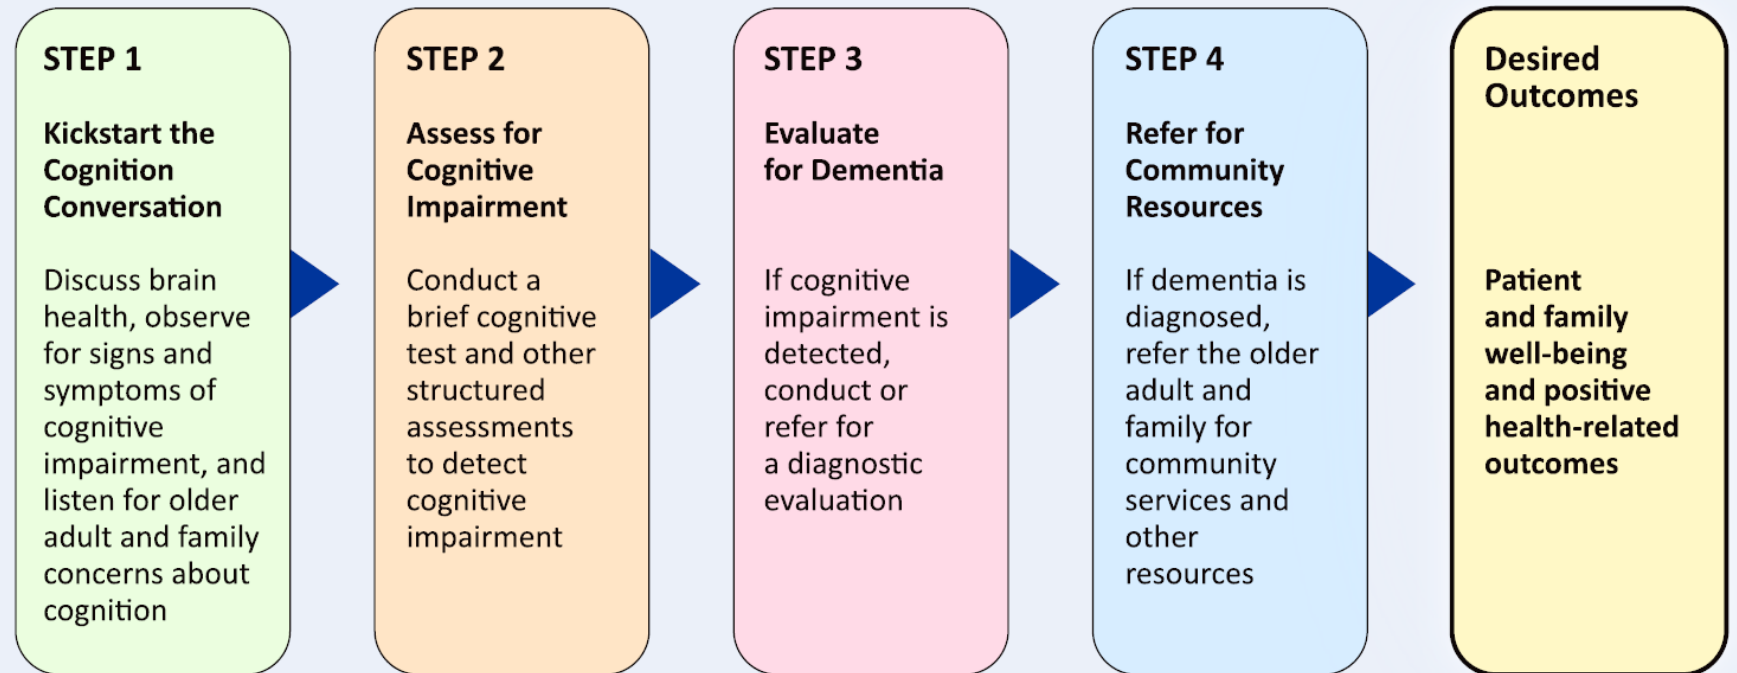 STEP 1
Kickstart the
Cognition
Conversation
Discuss brain
health, observe
for signs and
symptoms of
cognitive
impairment, and
listen for older
adult and family
concerns about
cognition
STEP 2
Assess for
Cognitive
Impairment
Conduct a
brief cognitive
test and other
structured
assessments
to detect
cognitive
impairment
STEP 3
Evaluate
for Dementia
If cognitive
impairment is
detected,
conduct or
refer for
a diagnostic
evaluation
STEP 4
Refer for
Community
Resources
If dementia is
diagnosed,
refer the older
adult and
family for
community
services and
other
resources
Desired
Outcomes
Patient
and family
well-being
and positive
health-related
outcomes